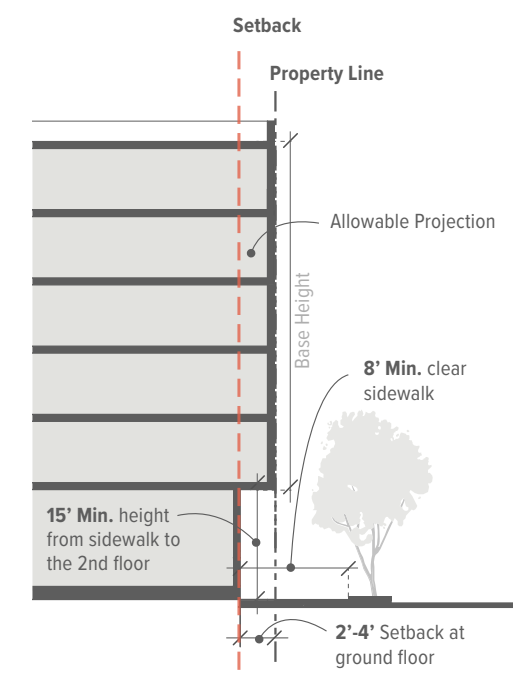 Setback
Property Line
Allowable Projection
Base Height
8’ Min. clear
sidewalk
15’ Min. height
from sidewalk to
the 2nd floor
2’-4’ Setback at
ground floor